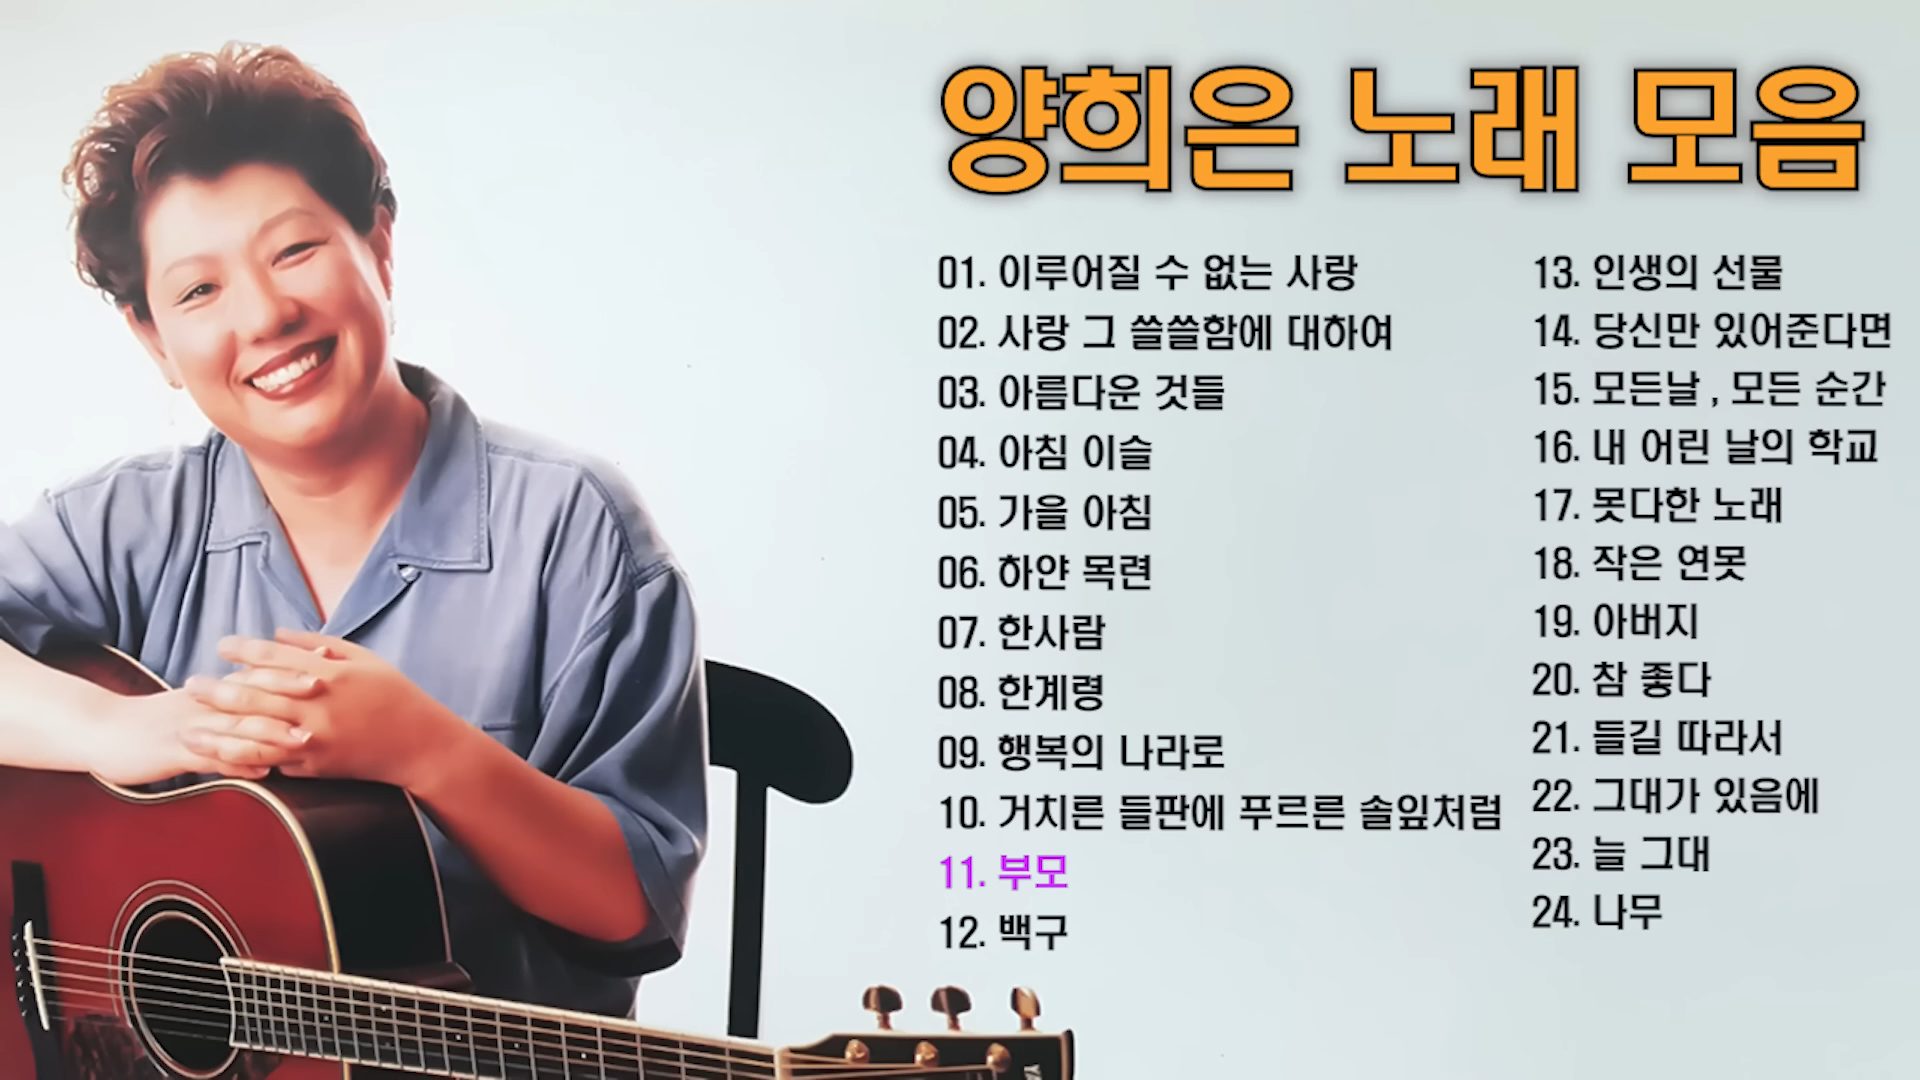 양희은 노래 모음
01. 이루어질 수 없는 사랑
02. 사랑 그 쓸쓸함에 대하여
03. 아름다운 것들
04. 아침 이슬
05. 가을 아침
06. 하얀 목련
07. 한사람
08. 한계령
09. 행복의 나라로
10. 거치른 들판에 푸르른 솔잎처럼
11. 부모
12. 백구
13. 인생의 선물
14. 당신만 있어준다면
15. 모든날 , 모든 순간
16. 내 어린 날의 학교
17. 못다한 노래
18. 작은 연못
19. 아버지
20. 참 좋다
21. 들길 따라서
22. 그대가 있음에
23. 늘 그대
24. 나무